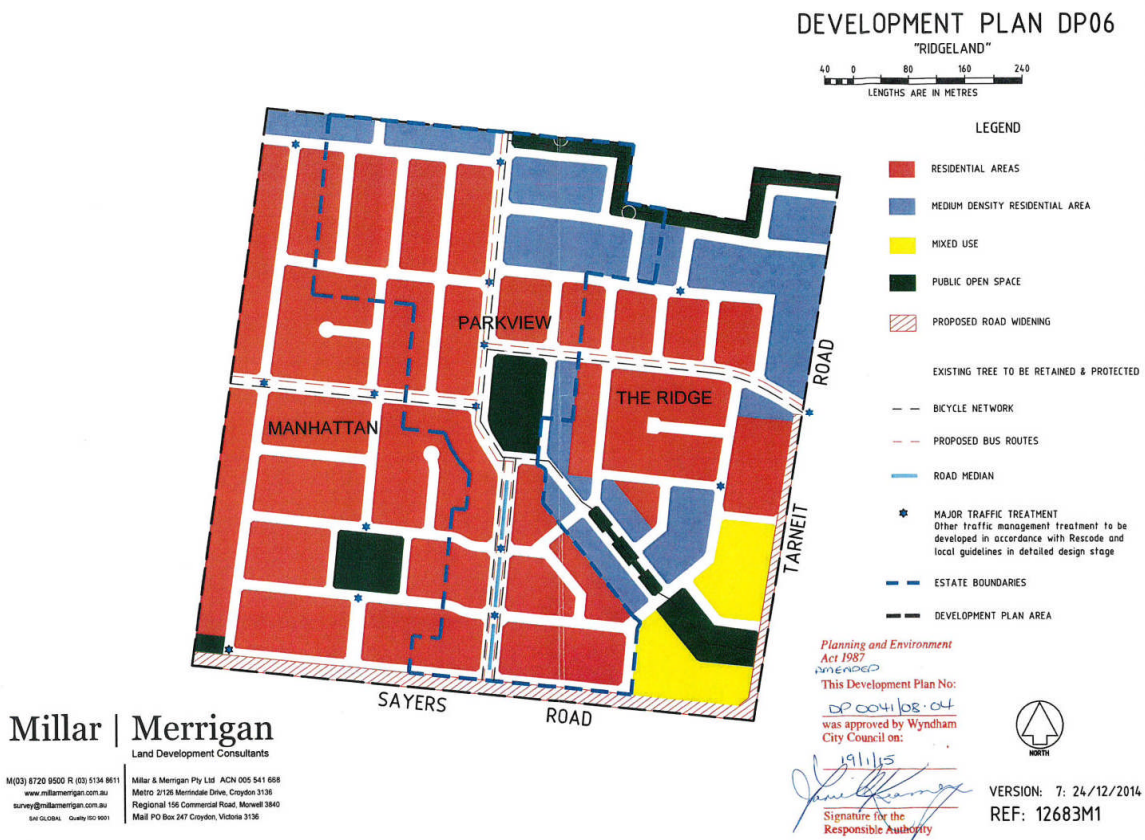 DEVELOPMENT PLAN DP06
"RIDGELAND"
40 0 80 160 240
LENGTHS ARE IN METRES
LEGEND
RESIDENTIAL AREAS
MEDIUM DENSITY RESIDENTIAL AREA
MIXED USE
PUBLIC OPEN SPACE
PROPOSED ROAD WIDENING
EXISTING TREE TO BE RETAINED & PROTECTED
BICYCLE NETWORK
PROPOSED BUS ROUTES
ROAD MEDIAN
MAJOR TRAFFIC TREATMENT
Other traffic management treatment to be
developed in accordance with Rescode and
local guidelines in detailed design stage
ESTATE BOUNDARIES
DEVELOPMENT PLAN AREA
PARKVIEW
THE RIDGE
MANHATTAN
ROAD
TARNEIT
SAYERS
ROAD
Planning and Environment
Act 1987
AMENDED
This Development Plan No:
DP 0041/08.04
was approved by Wyndham
City Council on:
19/1/15
Signature for the
Responsible Authority
NORTH
VERSION: 7: 24/12/2014
REF: 12683M1
Millar | Merrigan
Land Development Consultants
M(03) 8720 9500 R (03) 5134 8611
www.millarmerrigan.com.au
survey@millarmerrigan.com.au
SAI GLOBAL Quality ISO 9001
Millar & Merrigan Pty Ltd ACN 005 541 668
Metro 2/126 Merrindale Drive, Croydon 3136
Regional 156 Commercial Road, Morwell 3840
Mail PO Box 247 Croydon, Victoria 3136